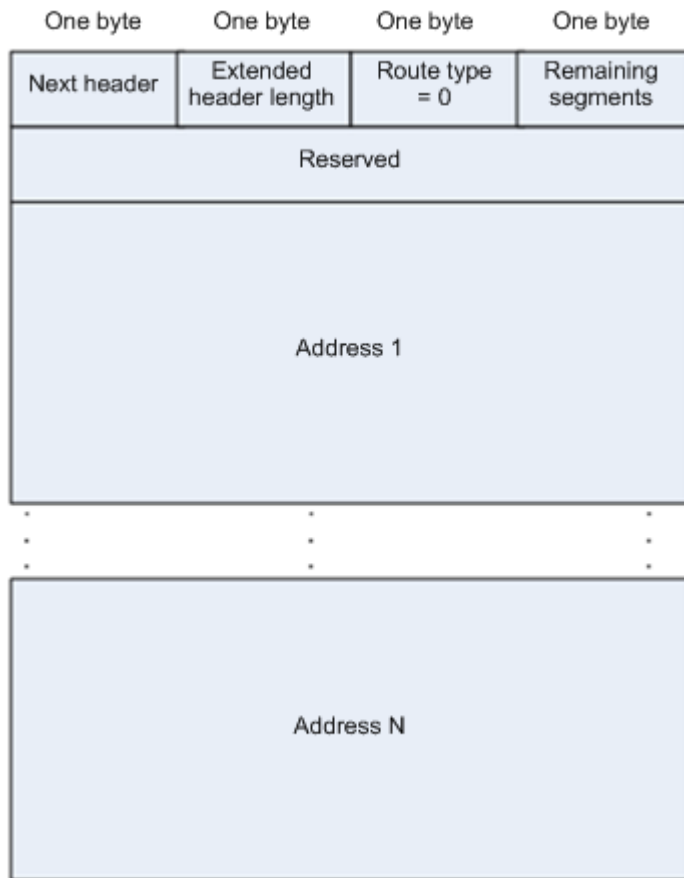 One byte One byte One byte One byte
Next header Extended header length Route type = 0 Remaining segments
Reserved
Address 1
Address N